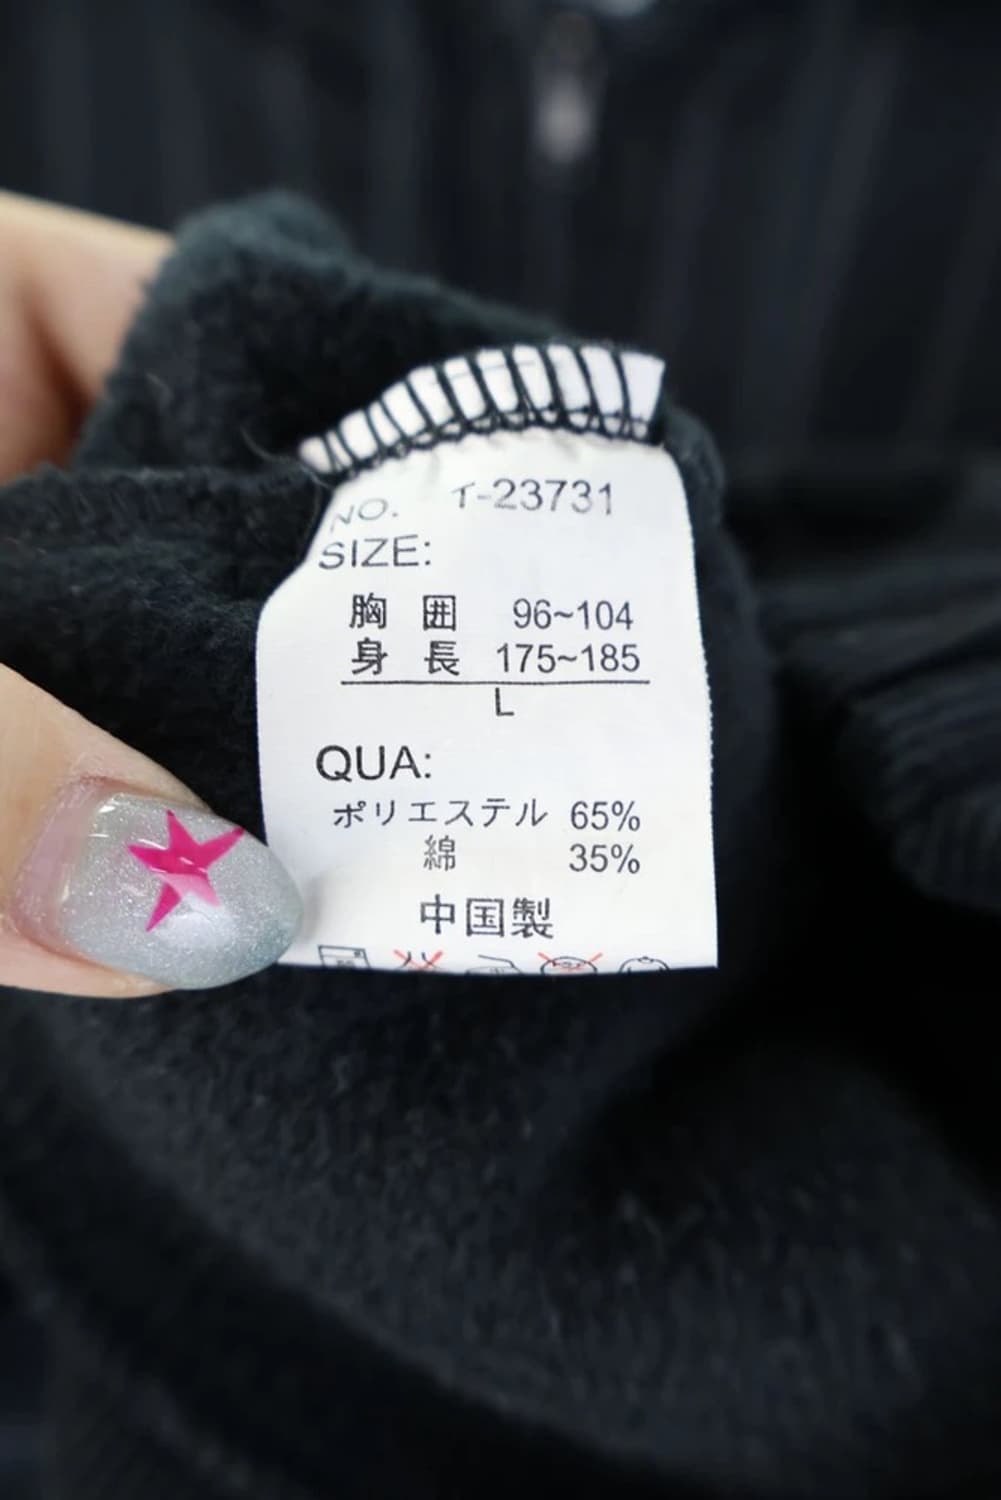 NO. T-23731
SIZE:
胸 囲 96~104
身 長 175~185
L
QUA:
ポリエステル 65%
綿 35%
中国製